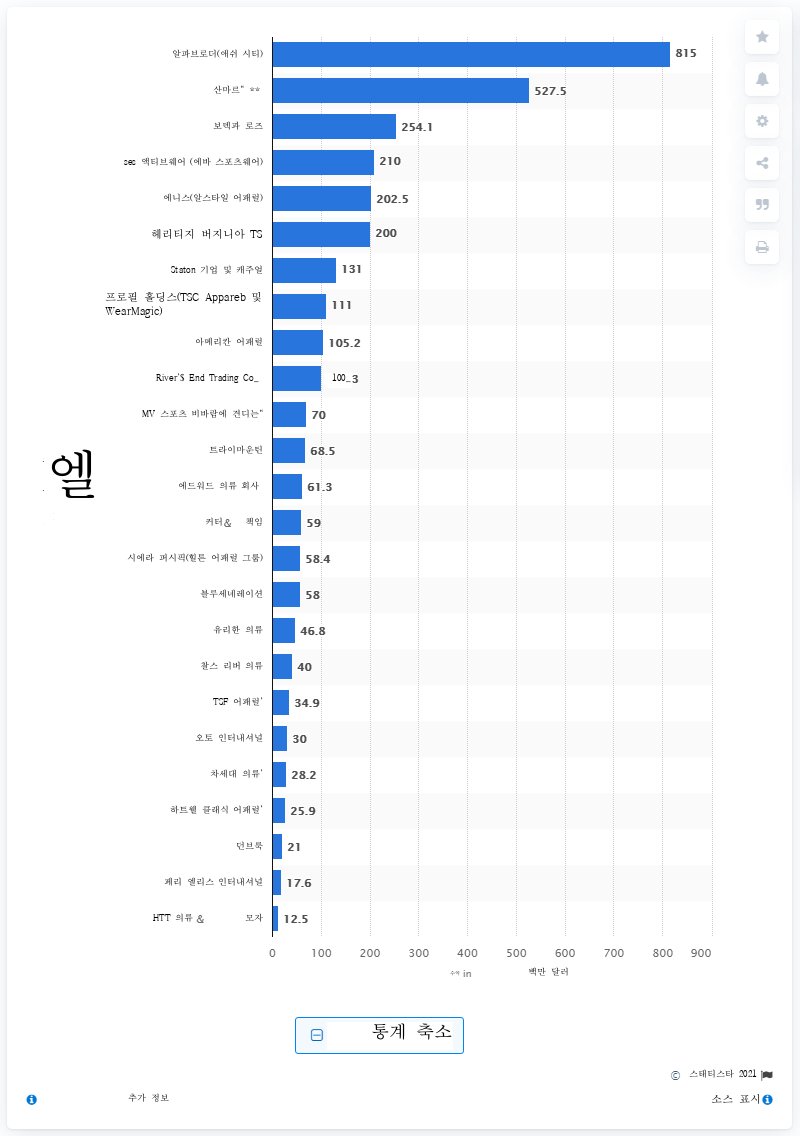 알파브로더(애쉬 시티) 815
산마르" ** 527.5
보덱과 로즈 254.1
ses 액티브웨어 (에바 스포츠웨어) 210
에니스(알스타일 어패럴) 202.5
헤리티지 버지니아 TS 200
Staton 기업 및 캐주얼 131
프로필 홀딩스(TSC Appareb 및
WearMagic) 111
아메리칸 어패럴 105.2
River'S End Trading Co_ 100_3
MV 스포츠 비바람에 견디는" 70
트라이마운틴 68.5
엘
에드워드 의류 회사 61.3
커터& 책임 59
시에라 퍼시픽(힐튼 어패럴 그룹) 58.4
블루세네레이션 58
유리한 의류 46.8
찰스 리버 의류 40
TSF 어패럴' 34.9
오토 인터내셔널 30
차세대 의류' 28.2
하트웰 클래식 어패럴' 25.9
던브룩 21
페리 엘리스 인터내셔널 17.6
HTT 의류 & 모자 12.5
0 100 200 300 400 500 600 700 800 900
in 백만 달러
통계 축소
© 스태티스타 2021
추가 정보 소스 표시